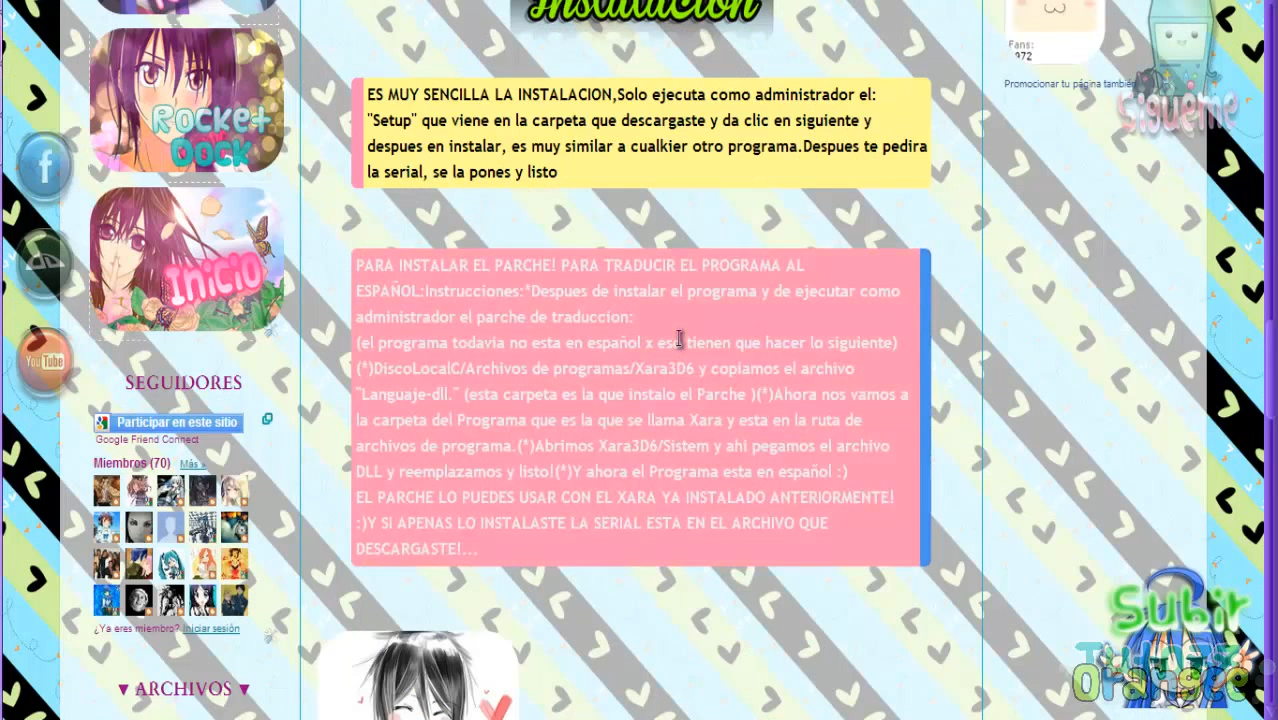 Instalacion
Rocket
Dock
Inicio
You Tube
SEGUIDORES
Participar en este sitio
Google Friend Connect
Miembros (70) Más »
¿Ya eres miembro? Iniciar sesión
▼ ARCHIVOS ▼
ES MUY SENCILLA LA INSTALACION,Solo ejecuta como administrador el:
"Setup" que viene en la carpeta que descargaste y da clic en siguiente y
despues en instalar, es muy similar a cualkier otro programa.Despues te pedira
la serial, se la pones y listo
PARA INSTALAR EL PARCHE! PARA TRADUCIR EL PROGRAMA AL
ESPAÑOL:Instrucciones:*Despues de instalar el programa y de ejecutar como
administrador el parche de traduccion:
(el programa todavia no esta en español x eso tienen que hacer lo siguiente)
(*)DiscoLocalC/Archivos de programas/Xara3D6 y copiamos el archivo
"Languaje-dll." (esta carpeta es la que instalo el Parche )(*)Ahora nos vamos a
la carpeta del Programa que es la que se llama Xara y esta en la ruta de
archivos de programa.(*)Abrimos Xara3D6/Sistem y ahi pegamos el archivo
DLL y reemplazamos y listo!(*)Y ahora el Programa esta en español :)
EL PARCHE LO PUEDES USAR CON EL XARA YA INSTALADO ANTERIORMENTE!
:)Y SI APENAS LO INSTALASTE LA SERIAL ESTA EN EL ARCHIVO QUE
DESCARGASTE!...
Fans:
972
Promocionar tu página también
Sigueme
Subir